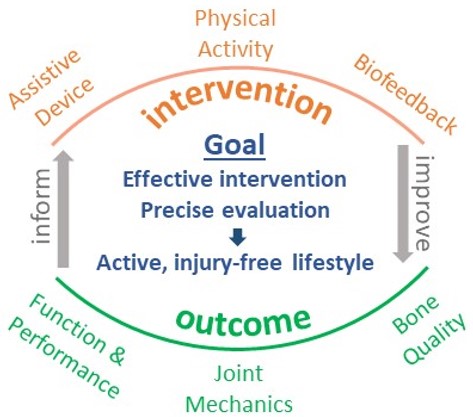 Physical
Activity
Assistive
Device
Biofeedback
intervention
Goal
Effective intervention
Precise evaluation
Active, injury-free lifestyle
inform
improve
outcome
Function &
Performance
Joint
Mechanics
Bone
Quality